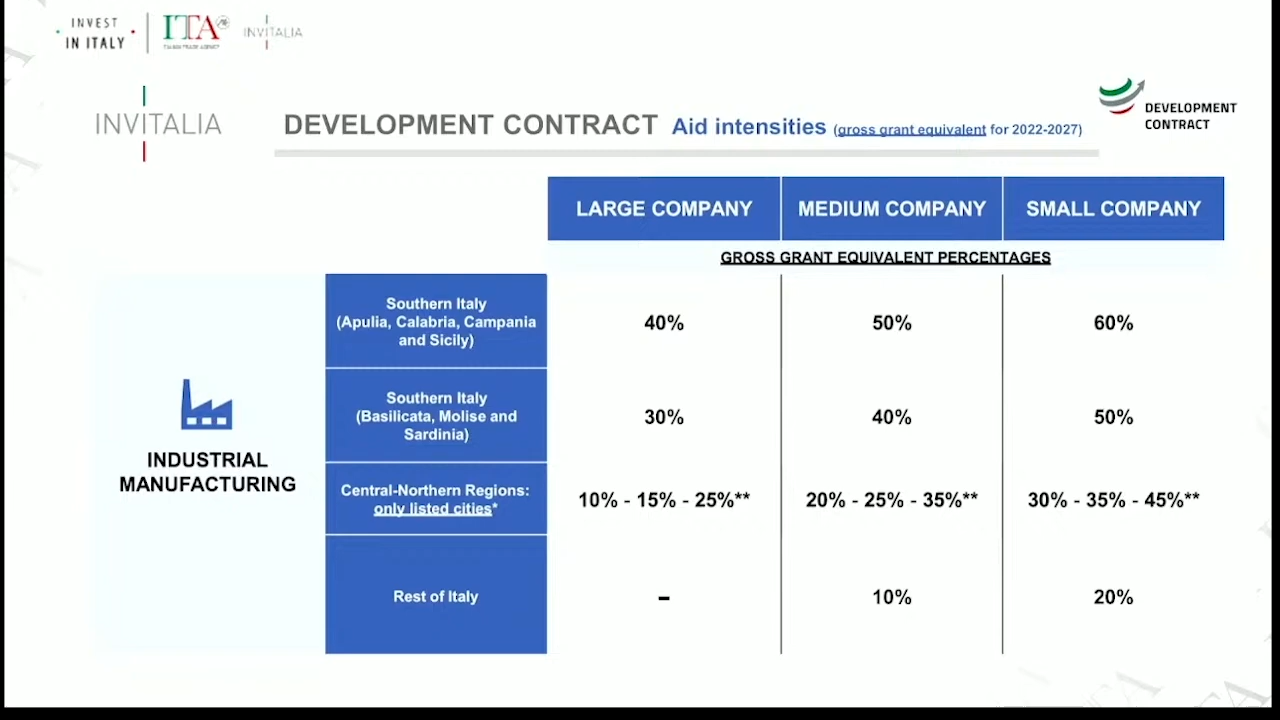 INVEST
IN ITALY
ITA
ITALIAN TRADE AGENCY
INVITALIA
INVITALIA
DEVELOPMENT CONTRACT Aid intensities (gross grant equivalent for 2022-2027)
DEVELOPMENT
CONTRACT
LARGE COMPANY
MEDIUM COMPANY
SMALL COMPANY
GROSS GRANT EQUIVALENT PERCENTAGES
INDUSTRIAL
MANUFACTURING
Southern Italy
(Apulia, Calabria, Campania
and Sicily)
40%
50%
60%
Southern Italy
(Basilicata, Molise and
Sardinia)
30%
40%
50%
Central-Northern Regions:
only listed cities*
10% - 15% - 25%**
20% - 25% - 35%**
30% - 35% - 45%**
Rest of Italy
–
10%
20%